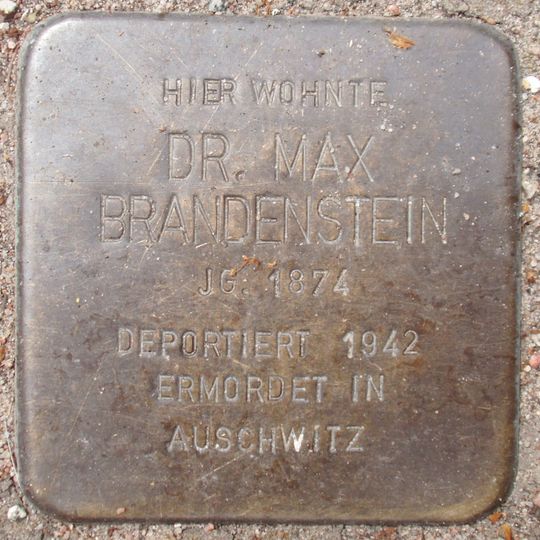 HIER WOHNTE
DR. MAX
BRANDENSTEIN
JG. 1874
DEPORTIERT 1942
ERMORDET IN
AUSCHWITZ